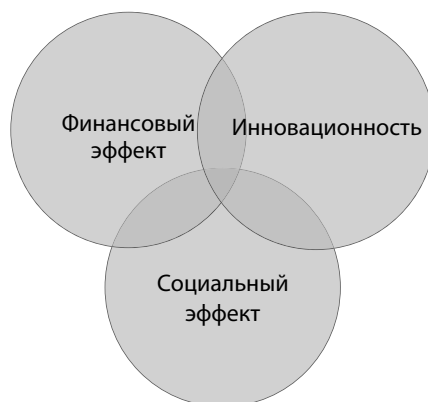 Финансовый
эффект
Инновационность
Социальный
эффект